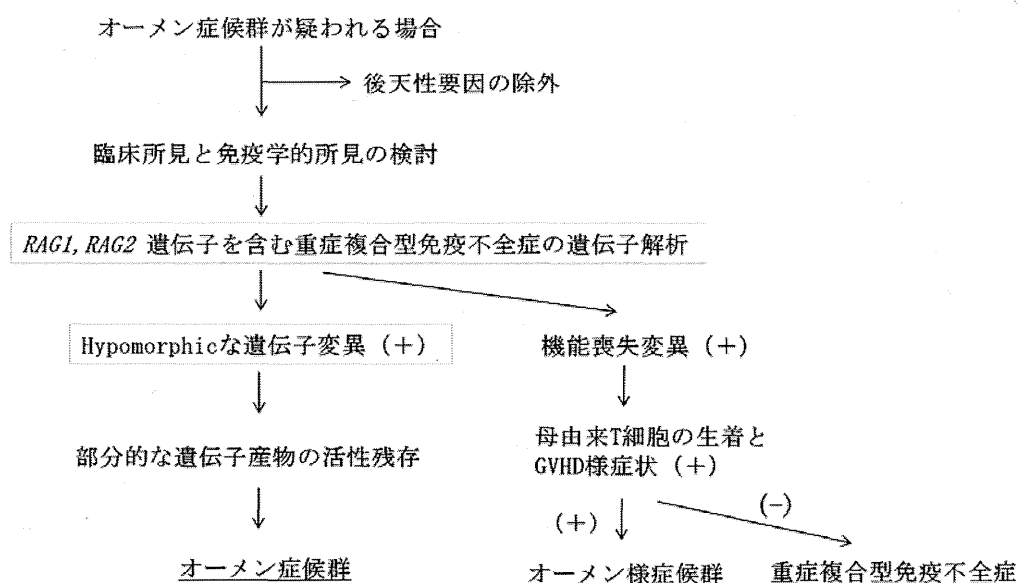 オーメン症候群が疑われる場合
後天性要因の除外
臨床所見と免疫学的所見の検討
RAG1, RAG2 遺伝子を含む重症複合型免疫不全症の遺伝子解析
Hypomorphicな遺伝子変異（＋）
機能喪失変異（＋）
部分的な遺伝子産物の活性残存
母由来T細胞の生着と
GVHD様症状（＋）
（＋）
(−)
オーメン症候群
オーメン様症候群
重症複合型免疫不全症